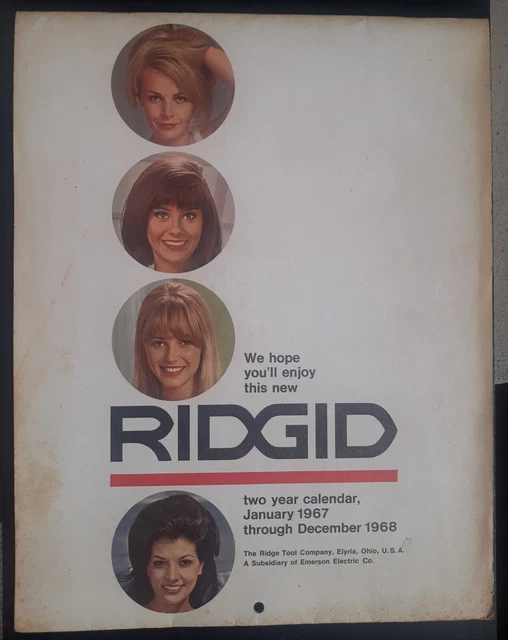 We hope
you'll enjoy
this new
RIDGID
two year calendar,
January 1967
through December 1968
The Ridge Tool Company, Elyria, Ohio, U.S.A.
A Subsidiary of Emerson Electric Co.